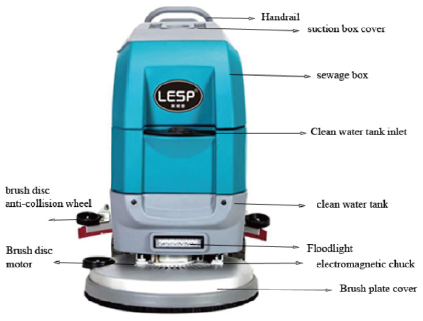 Handrail
suction box cover
sewage box
LESP
Clean water tank inlet
brush disc
anti-collision wheel
clean water tank
Floodlight
Brush disc
motor
electromagnetic chuck
Brush plate cover